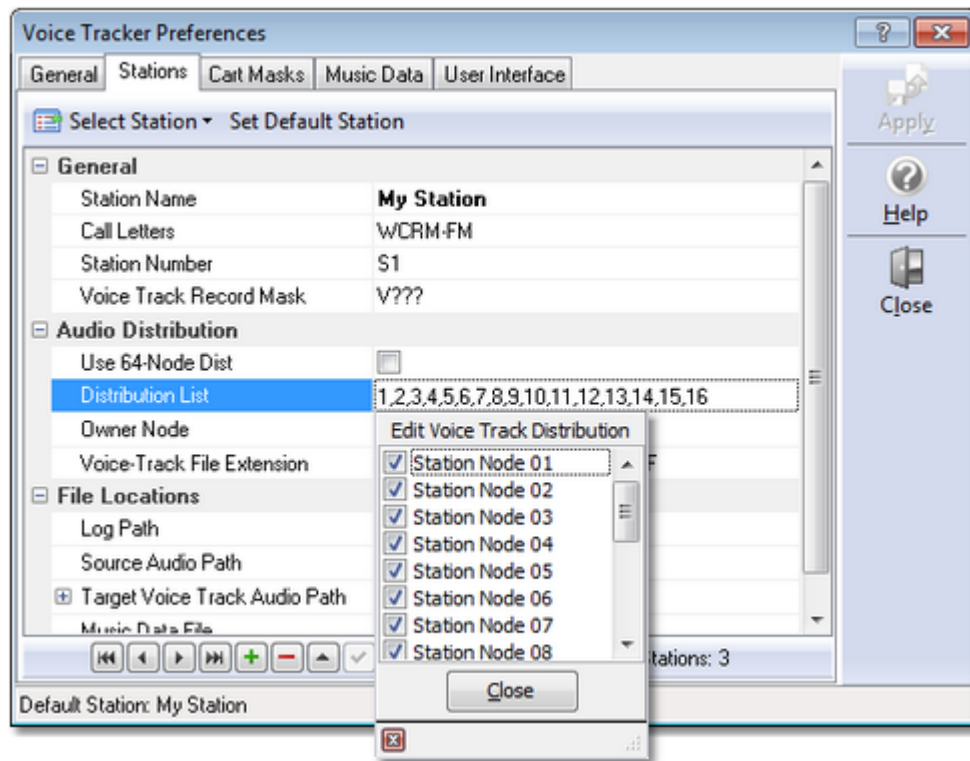 Voice Tracker Preferences
General Stations Cart Masks Music Data User Interface
Select Station Set Default Station
Apply
Help
Close
General
Station Name My Station
Call Letters WCRM-FM
Station Number S1
Voice Track Record Mask V???
Audio Distribution
Use 64-Node Dist
Distribution List 1,2,3,4,5,6,7,8,9,10,11,12,13,14,15,16
Owner Node
Voice-Track File Extension
File Locations
Log Path
Source Audio Path
Target Voice Track Audio Path
Music Data File
Edit Voice Track Distribution
Station Node 01
Station Node 02
Station Node 03
Station Node 04
Station Node 05
Station Node 06
Station Node 07
Station Node 08
Close
Stations: 3
Default Station: My Station